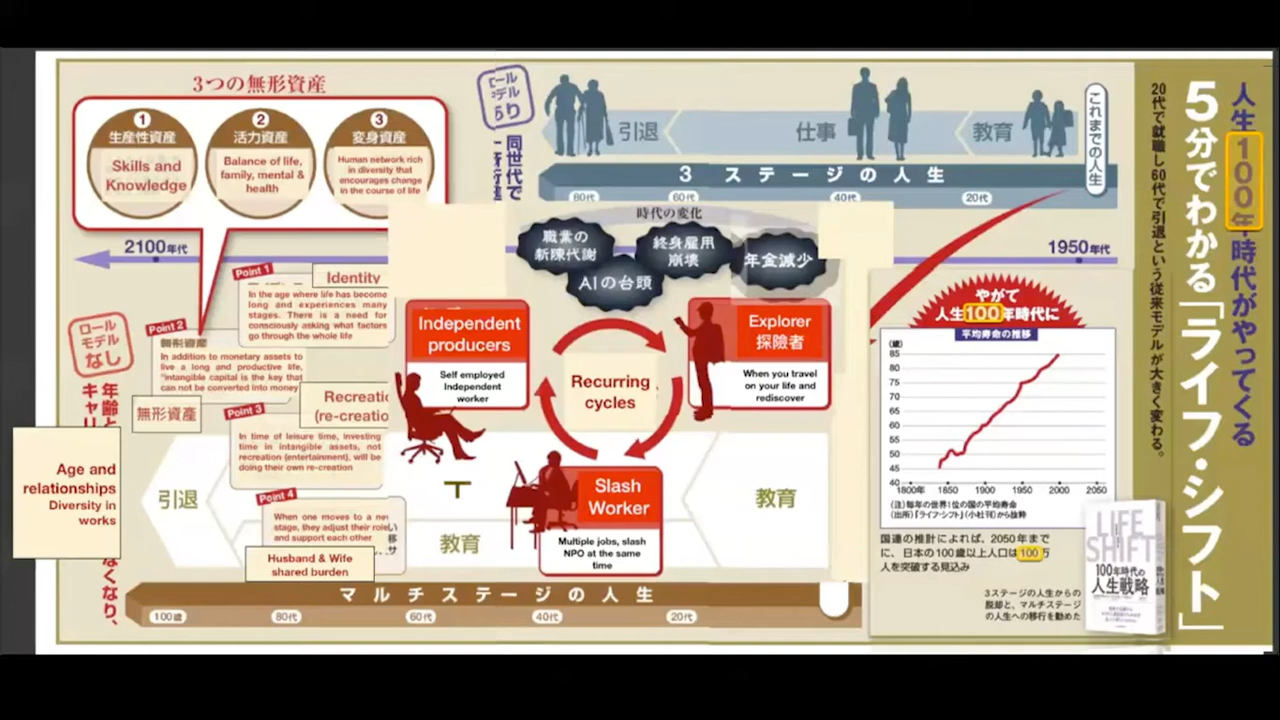 人生100年時代がやってくる
5分でわかる「ライフ・シフト」
20代で就職し60代で引退という従来モデルが大きく変わる。
3つの無形資産
1
生産性資産
Skills and
Knowledge
2
活力資産
Balance of life,
family, mental &
health
3
変身資産
Human network rich
in diversity that
encourages change
in the course of life
同世代で
引退
仕事
教育
これまでの人生
3 ステージの人生
80代
60代
40代
20代
2100年代
1950年代
時代の変化
職業の
新陳代謝
AIの台頭
終身雇用
崩壊
年金減少
Point 1
Identity
In the age where life has become
long and experiences many
stages. There is a need for
consciously asking what factors
go through the whole life
ロール
モデル
なし
Point 2
無形資産
In addition to monetary assets to
live a long and productive life,
"intangible capital is the key that
can not be converted into money
無形資産
Point 3
(re-creatio
In time of leisure time, investing
time in intangible assets, not
recreation (entertainment), will be
doing their own re-creation
Point 4
When one moves to a new
stage, they adjust their role
and support each other
Husband & Wife
shared burden
Age and
relationships
Diversity in
works
なくなり、
Independent
producers
Self employed
Independent
worker
Recurring
cycles
Explorer
探險者
When you travel
on your life and
rediscover
Slash
Worker
Multiple jobs, slash
NPO at the same
time
引退
教育
教育
マルチステージの人生
100歳
80代
60代
40代
20代
やがて
人生100年時代に
平均寿命の推移
(歳)
85
80
75
70
65
60
55
50
45
40
1800年
1850
1900
1950
2000
2050
(注)毎年の世界1位の国の平均寿命
(出所)『ライフ・シフト』(小社刊)から抜粋
国連の推計によれば、2050年まで
に、日本の100歳以上人口は100万
人を突破する見込み
3ステージの人生からの
脱却と、マルチステージ
の人生への移行を勧めた
LIFE
SHIFT
100年時代の
人生戦略